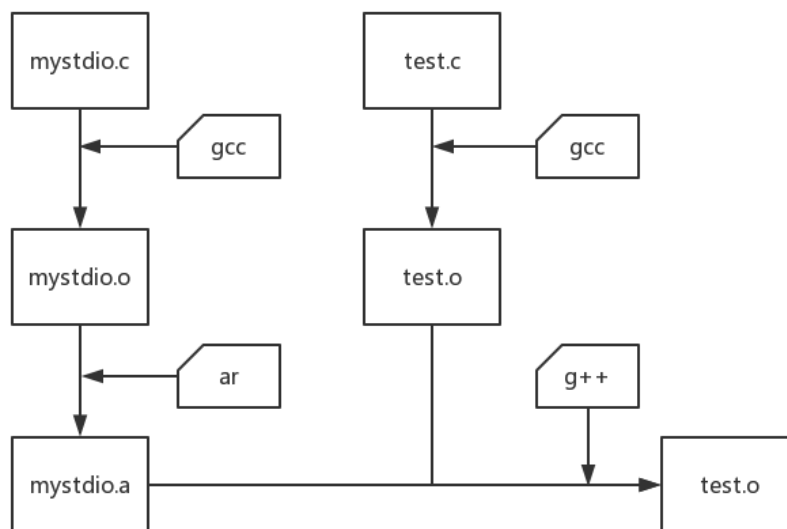 mystdio.c
test.c
gcc
gcc
mystdio.o
test.o
ar
g++
mystdio.a
test.o